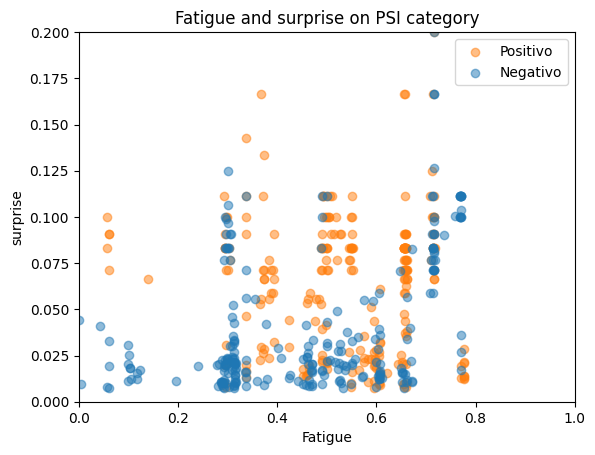 Fatigue and surprise on PSI category
Positivo
Negativo
surprise
0.200
0.175
0.150
0.125
0.100
0.075
0.050
0.025
0.000
0.0 0.2 0.4 0.6 0.8 1.0
Fatigue